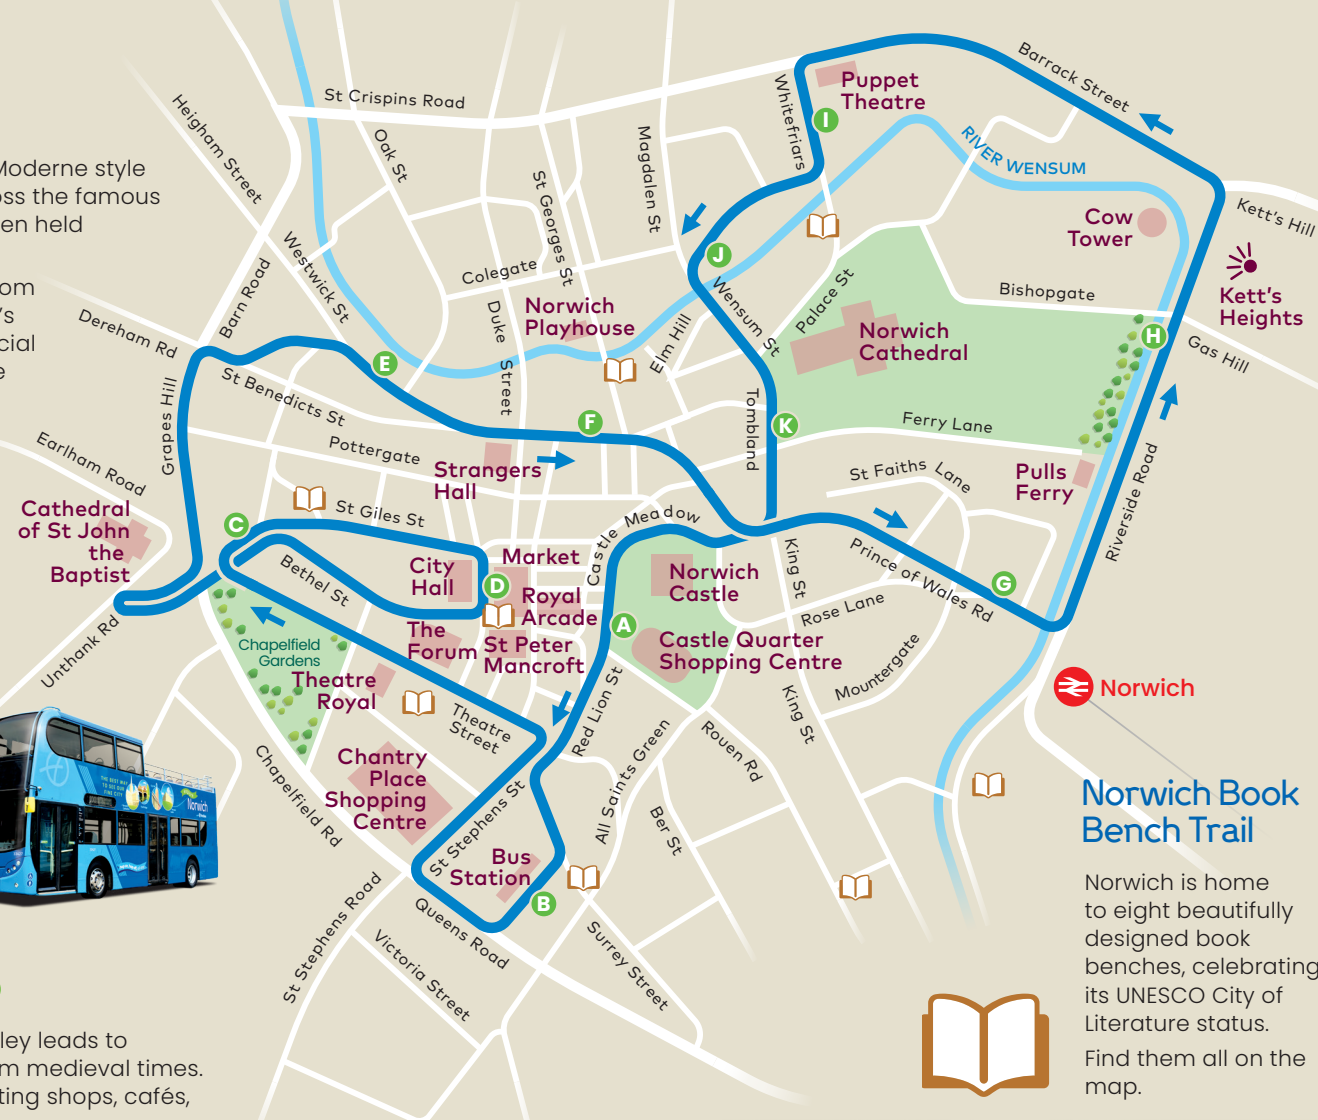 Moderne style
oss the famous
en held
om
's
cial
e
St Crispins Road
Heigham Street
Oak St
St Georges St
Magdalen St
Whitefriars
Puppet
Theatre
I
Barrack Street
RIVER WENSUM
Kett's Hill
Cow
Tower
Kett's
Heights
Bishopgate
Gas Hill
H
Westwick St
Barn Road
Dereham Rd
Colegate
Duke Street
Norwich
Playhouse
Elm Hill
J
Wensum St
Palace St
Norwich
Cathedral
E
St Benedicts St
Grapes Hill
Pottergate
F
Tombland
K
Ferry Lane
St Faiths Lane
Pulls
Ferry
Riverside Road
Earlham Road
Strangers
Hall
Cathedral
of St John
the
Baptist
C
St Giles St
Bethel St
City
Hall
Market
D
Royal
Arcade
The
Forum
St Peter
Mancroft
Castle Meadow
Norwich
Castle
A
Castle Quarter
Shopping Centre
King St
Prince of Wales Rd
G
Rose Lane
Mountergate
King St
Unthank Rd
Chapelfield
Gardens
Theatre
Royal
Theatre
Street
Red Lion St
All Saints Green
Rouen Rd
Ber St
Norwich
Chapelfield Rd
Chantry
Place
Shopping
Centre
St Stephens St
Bus
Station
B
Queens Road
St Stephens Road
Victoria Street
Surrey Street
Norwich
Norwich Book
Bench Trail
Norwich is home
to eight beautifully
designed book
benches, celebrating
its UNESCO City of
Literature status.
Find them all on the
map.
ley leads to
m medieval times.
ting shops, cafés,